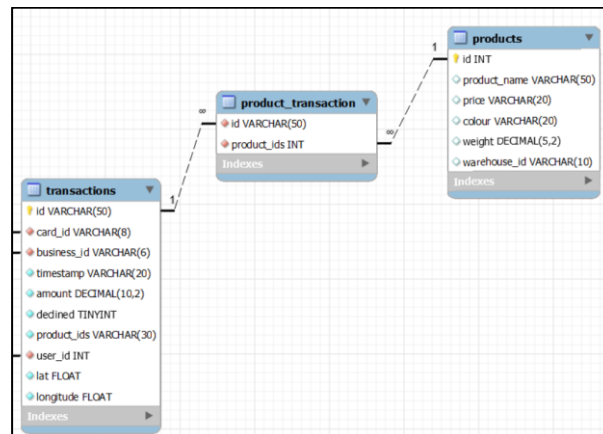 products
id INT
product_name VARCHAR(50)
price VARCHAR(20)
colour VARCHAR(20)
weight DECIMAL(5,2)
warehouse_id VARCHAR(10)
Indexes
1
∞
product_transaction
id VARCHAR(50)
product_ids INT
Indexes
∞
1
transactions
id VARCHAR(50)
card_id VARCHAR(8)
business_id VARCHAR(6)
timestamp VARCHAR(20)
amount DECIMAL(10,2)
declined TINYINT
product_ids VARCHAR(30)
user_id INT
lat FLOAT
longitude FLOAT
Indexes